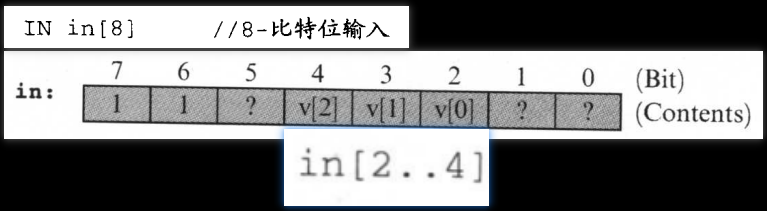 IN in[8] //8-比特位输入
7 6 5 4 3 2 1 0 (Bit)
in: 1 1 ? v[2] v[1] v[0] ? ? (Contents)
in[2..4]